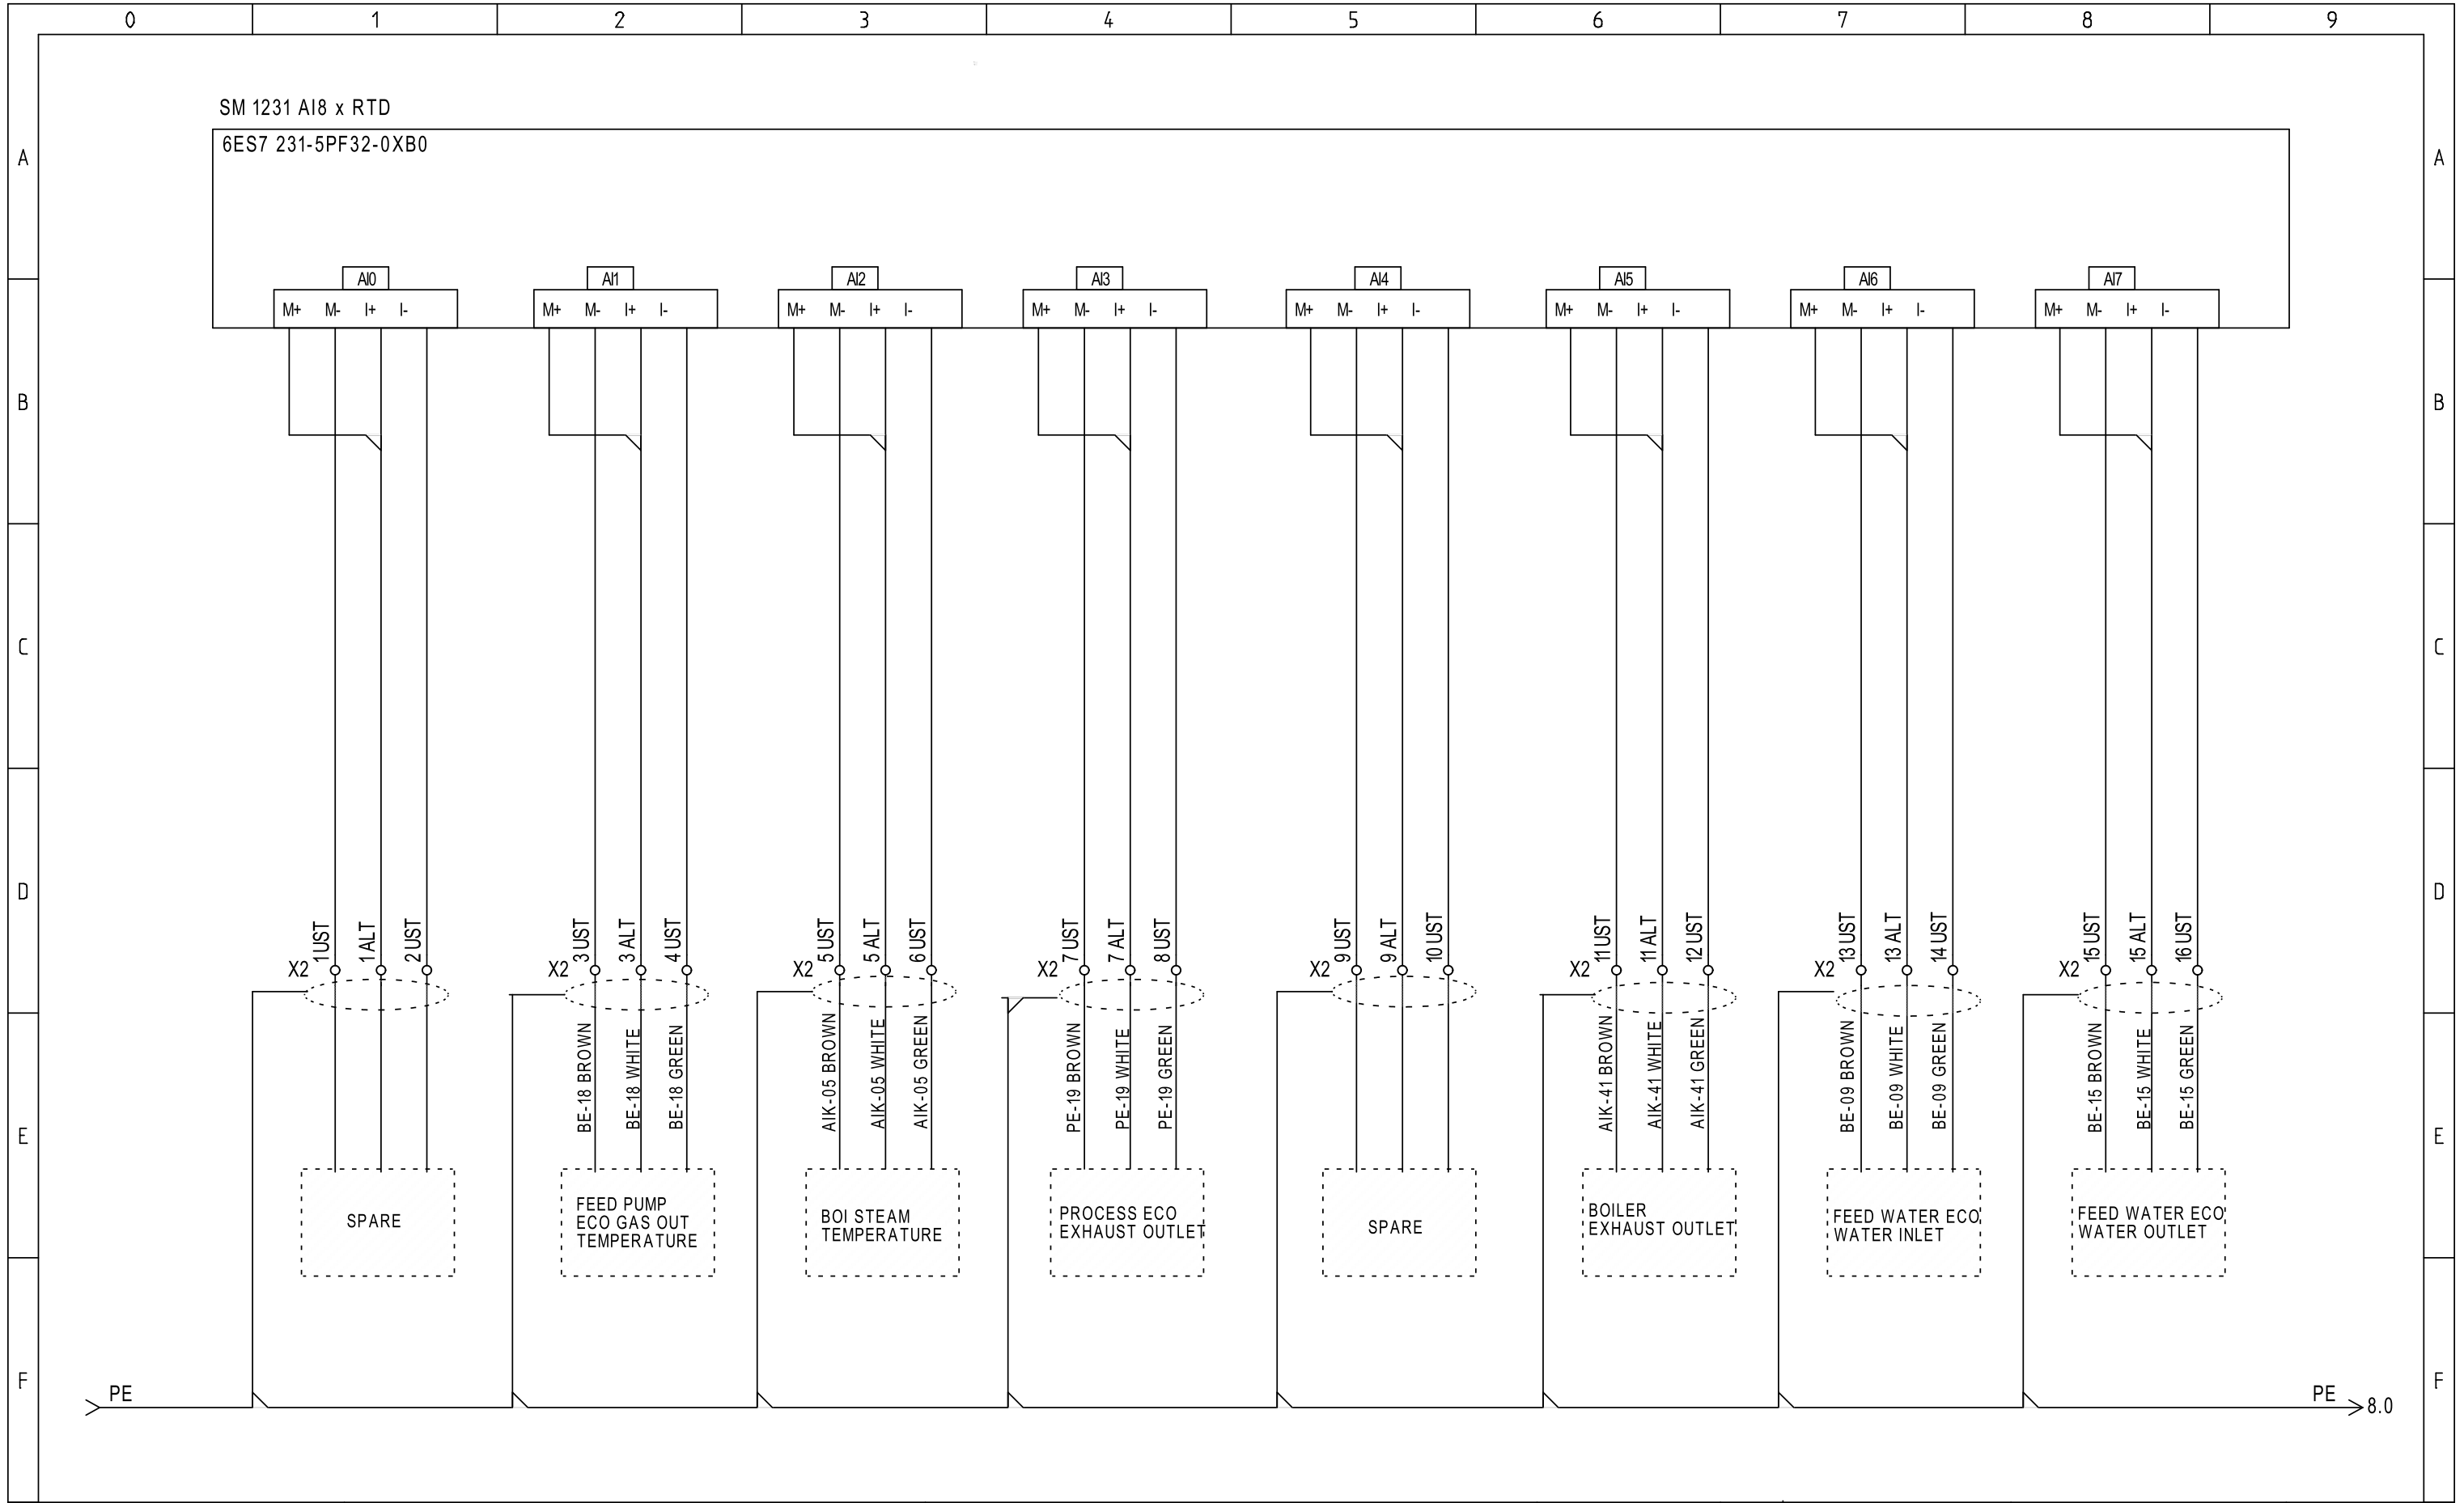 0 1 2 3 4 5 6 7 8 9
SM 1231 AI8 x RTD
6ES7 231-5PF32-0XB0
A A
AI0 AI1 AI2 AI3 AI4 AI5 AI6 AI7
M+ M- I+ I- M+ M- I+ I- M+ M- I+ I- M+ M- I+ I- M+ M- I+ I- M+ M- I+ I- M+ M- I+ I- M+ M- I+ I-
B B
C C
D D
X2 1 UST 1 ALT 2 UST
X2 3 UST 3 ALT 4 UST
X2 5 UST 5 ALT 6 UST
X2 7 UST 7 ALT 8 UST
X2 9 UST 9 ALT 10 UST
X2 11 UST 11 ALT 12 UST
X2 13 UST 13 ALT 14 UST
X2 15 UST 15 ALT 16 UST
BE-18 BROWN
BE-18 WHITE
BE-18 GREEN
AIK-05 BROWN
AIK-05 WHITE
AIK-05 GREEN
PE-19 BROWN
PE-19 WHITE
PE-19 GREEN
AIK-41 BROWN
AIK-41 WHITE
AIK-41 GREEN
BE-09 BROWN
BE-09 WHITE
BE-09 GREEN
BE-15 BROWN
BE-15 WHITE
BE-15 GREEN
E E
SPARE
FEED PUMP
ECO GAS OUT
TEMPERATURE
BOI STEAM
TEMPERATURE
PROCESS ECO
EXHAUST OUTLET
SPARE
BOILER
EXHAUST OUTLET
FEED WATER ECO
WATER INLET
FEED WATER ECO
WATER OUTLET
F F
PE PE 8.0